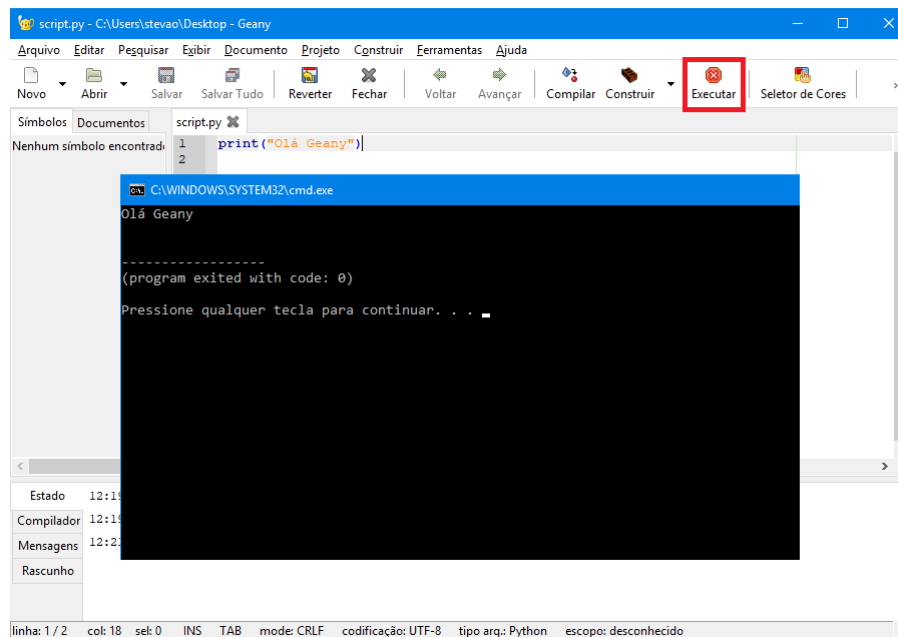 script.py - C:\Users\stevao\Desktop - Geany
Arquivo Editar Pesquisar Exibir Documento Projeto Construir Ferramentas Ajuda
Novo Abrir Salvar Salvar Tudo Reverter Fechar Voltar Avançar Compilar Construir Executar Seletor de Cores
Símbolos Documentos script.py
Nenhum símbolo encontrado 1 print("Olá Geany")
2
C:\WINDOWS\SYSTEM32\cmd.exe
Olá Geany
------------------
(program exited with code: 0)
Pressione qualquer tecla para continuar. . .
Estado 12:19
Compilador 12:19
Mensagens 12:2
Rascunho
linha: 1 / 2 col: 18 sel: 0 INS TAB mode: CRLF codificação: UTF-8 tipo arq.: Python escopo: desconhecido